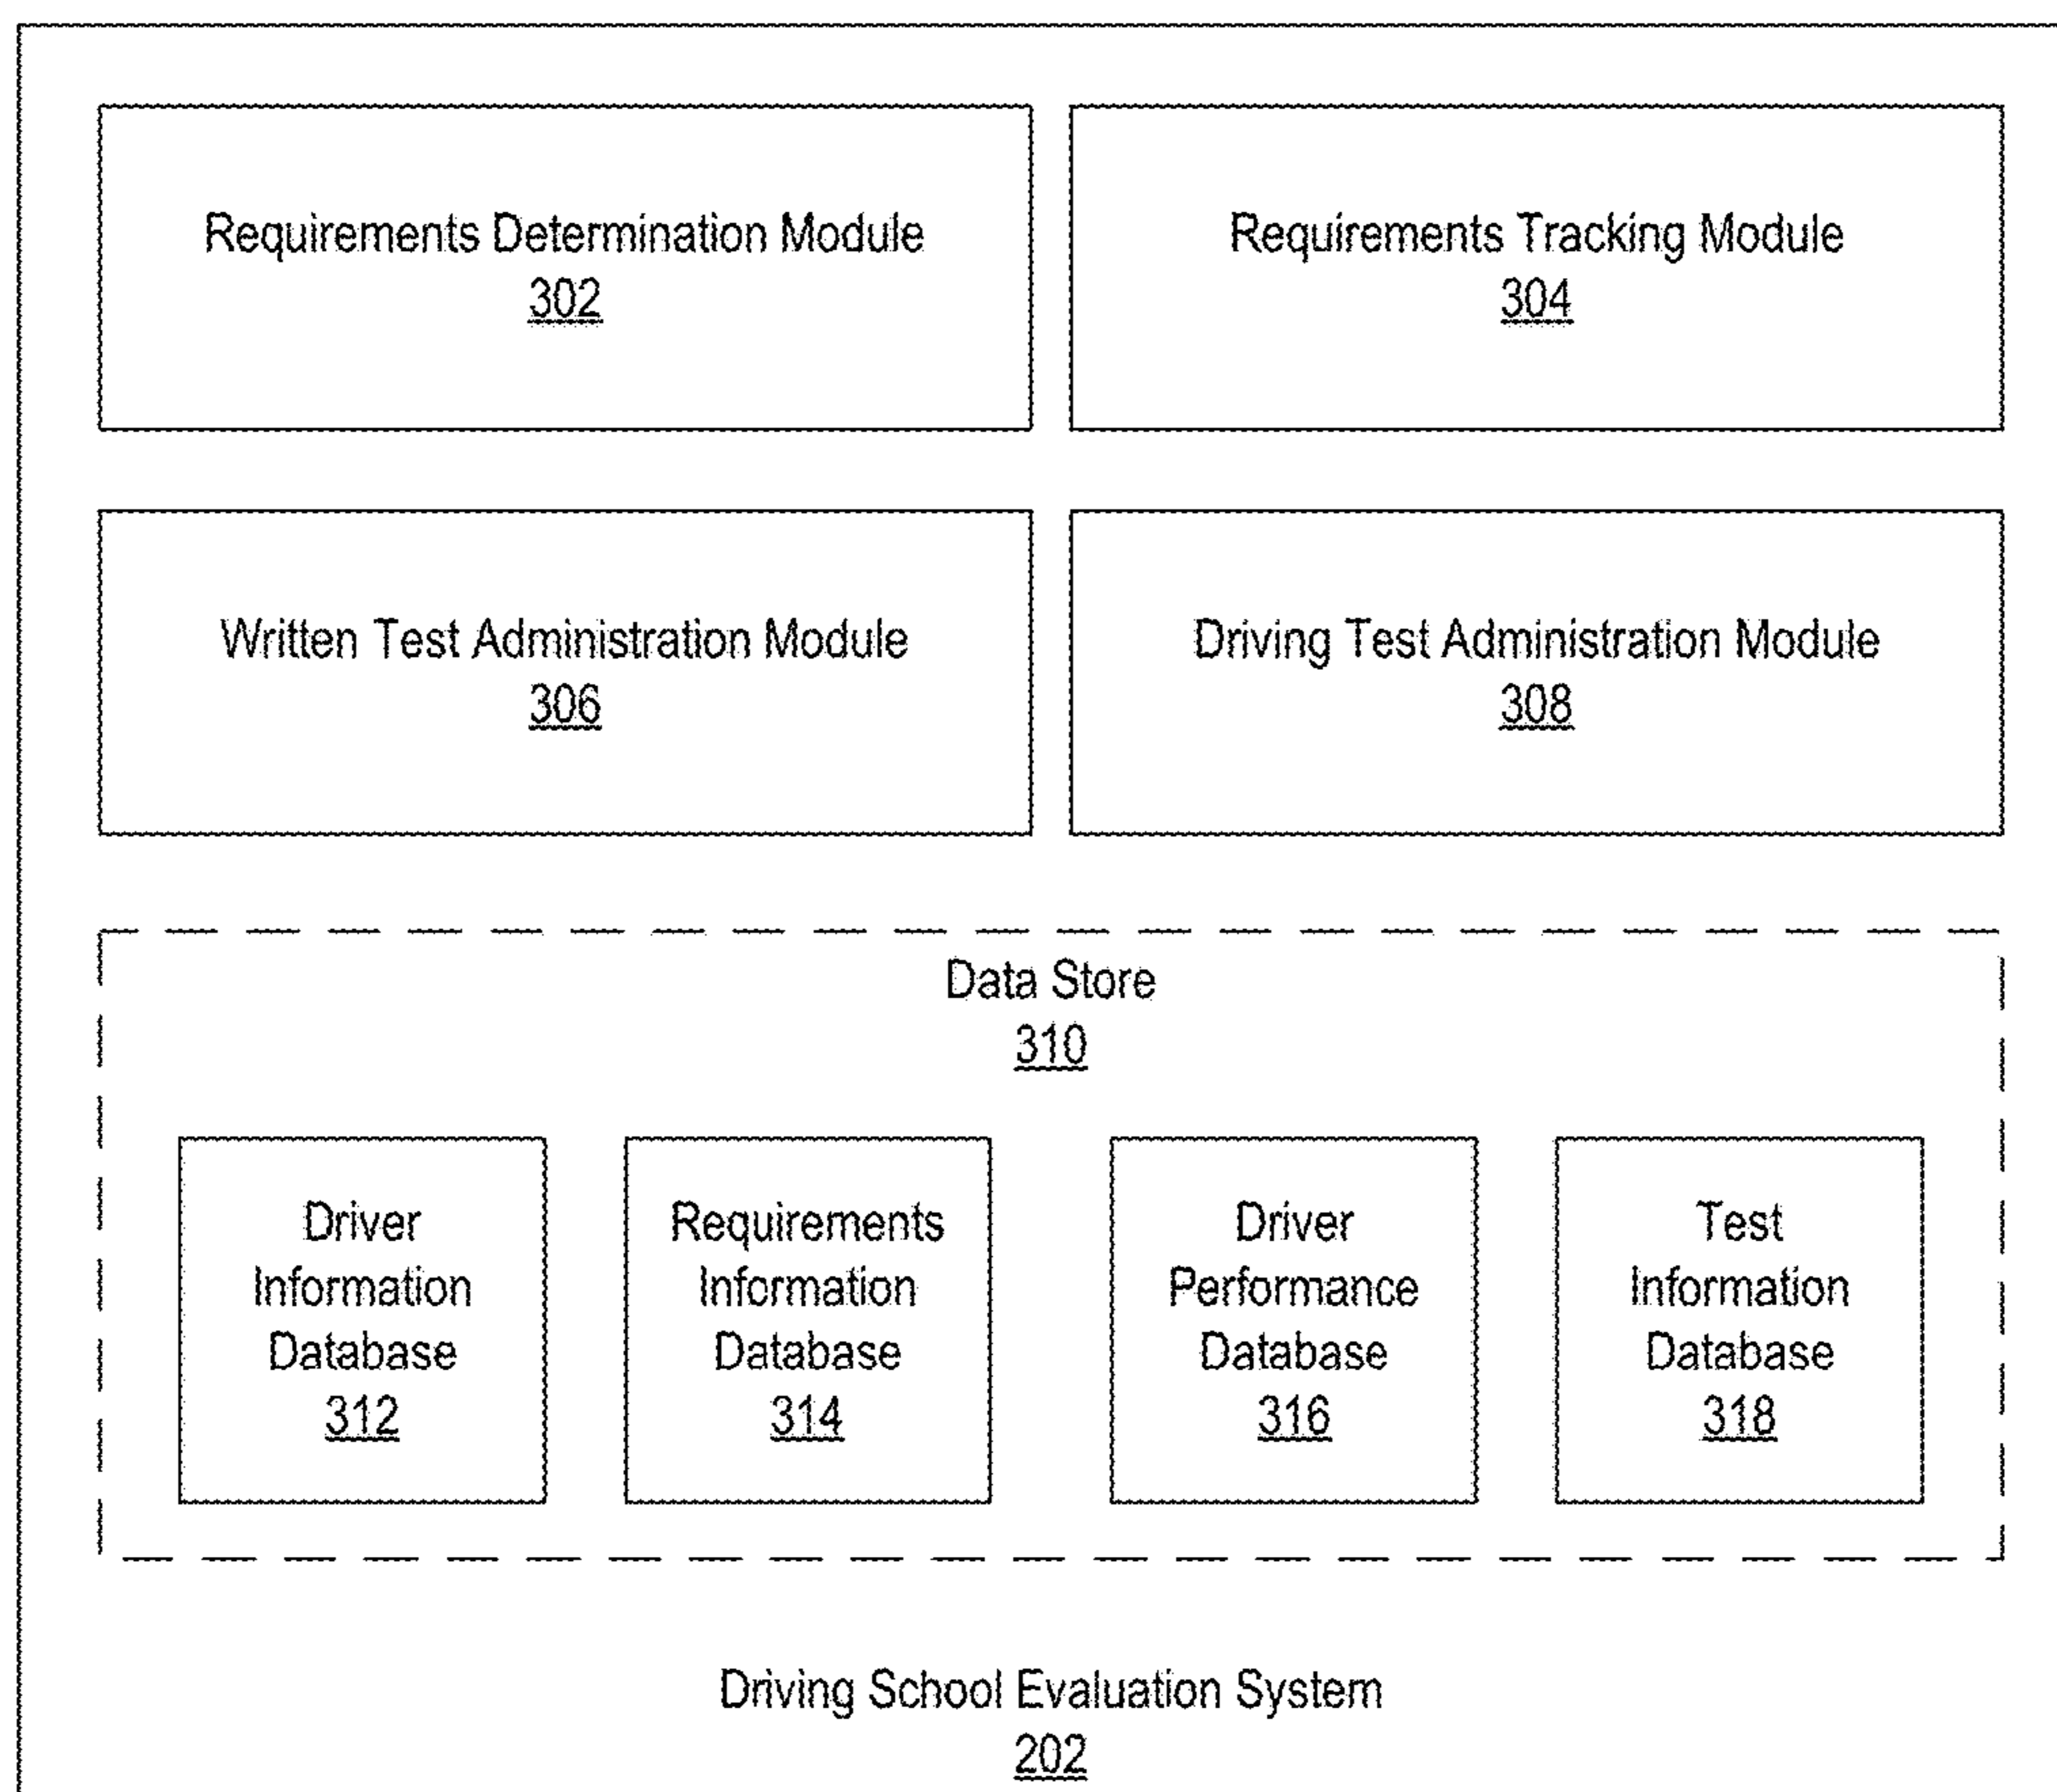 Requirements Determination Module
302
Requirements Tracking Module
304
Written Test Administration Module
306
Driving Test Administration Module
308
Data Store
310
Driver
Information
Database
312
Requirements
Information
Database
314
Driver
Performance
Database
316
Test
Information
Database
318
Driving School Evaluation System
202